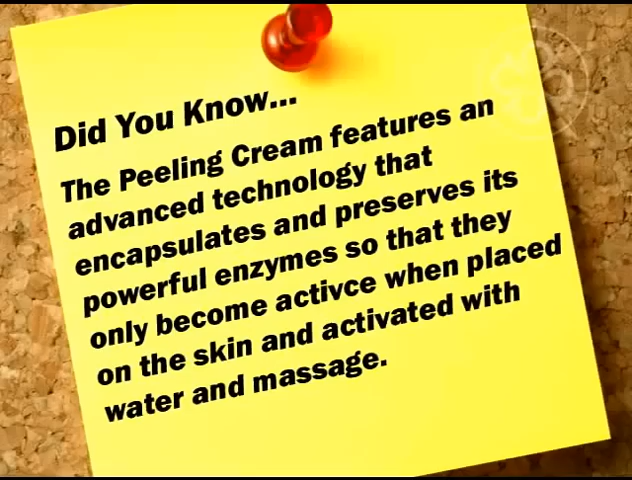 Did You Know...
The Peeling Cream features an
advanced technology that
encapsulates and preserves its
powerful enzymes so that they
only become activce when placed
on the skin and activated with
water and massage.